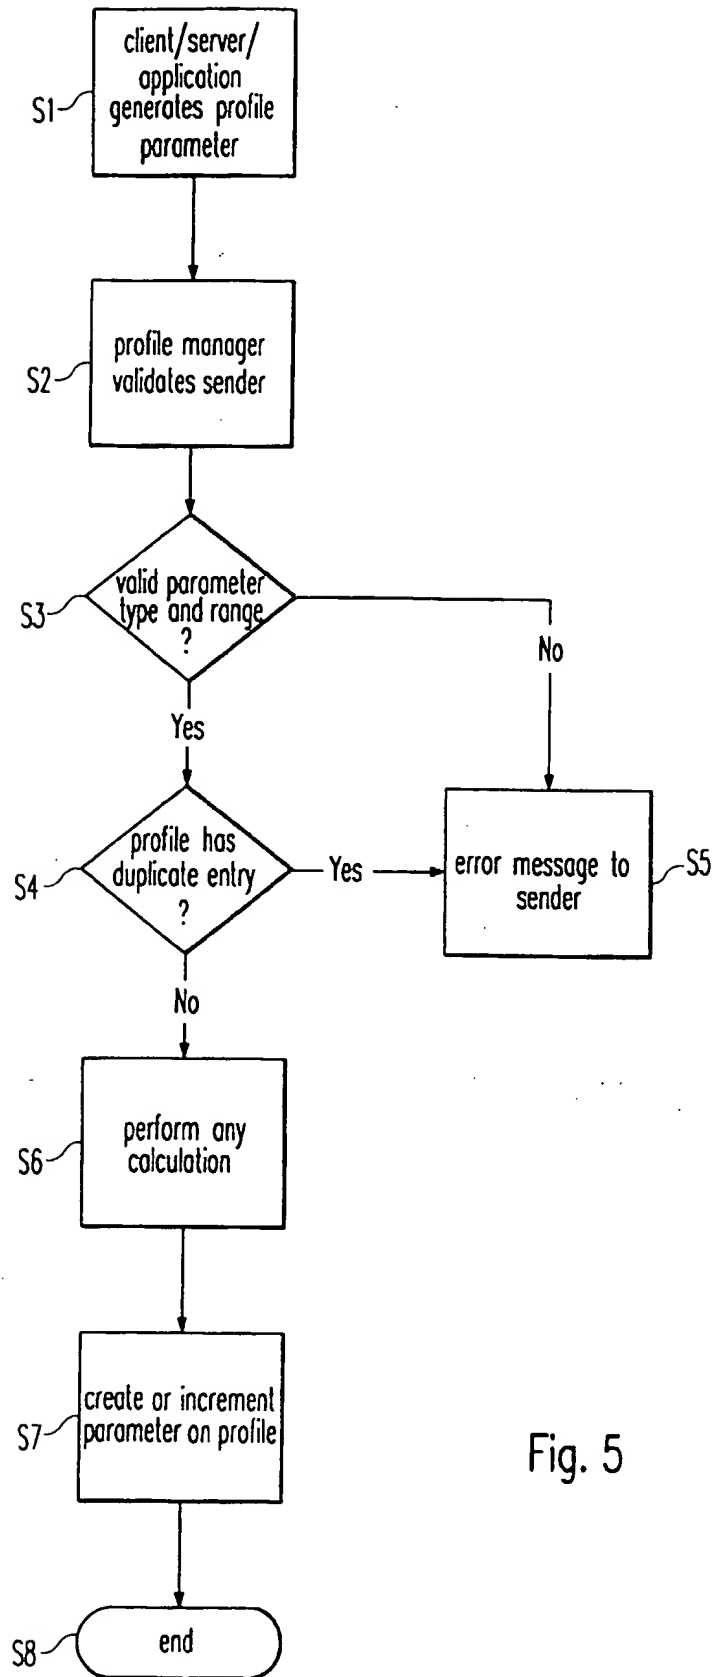 client/server/
application
generates profile
parameter
S1
profile manager
validates sender
S2
valid parameter
type and range
?
S3
No
Yes
profile has
duplicate entry
?
S4
Yes
error message to
sender
S5
No
perform any
calculation
S6
create or increment
parameter on profile
S7
Fig. 5
end
S8